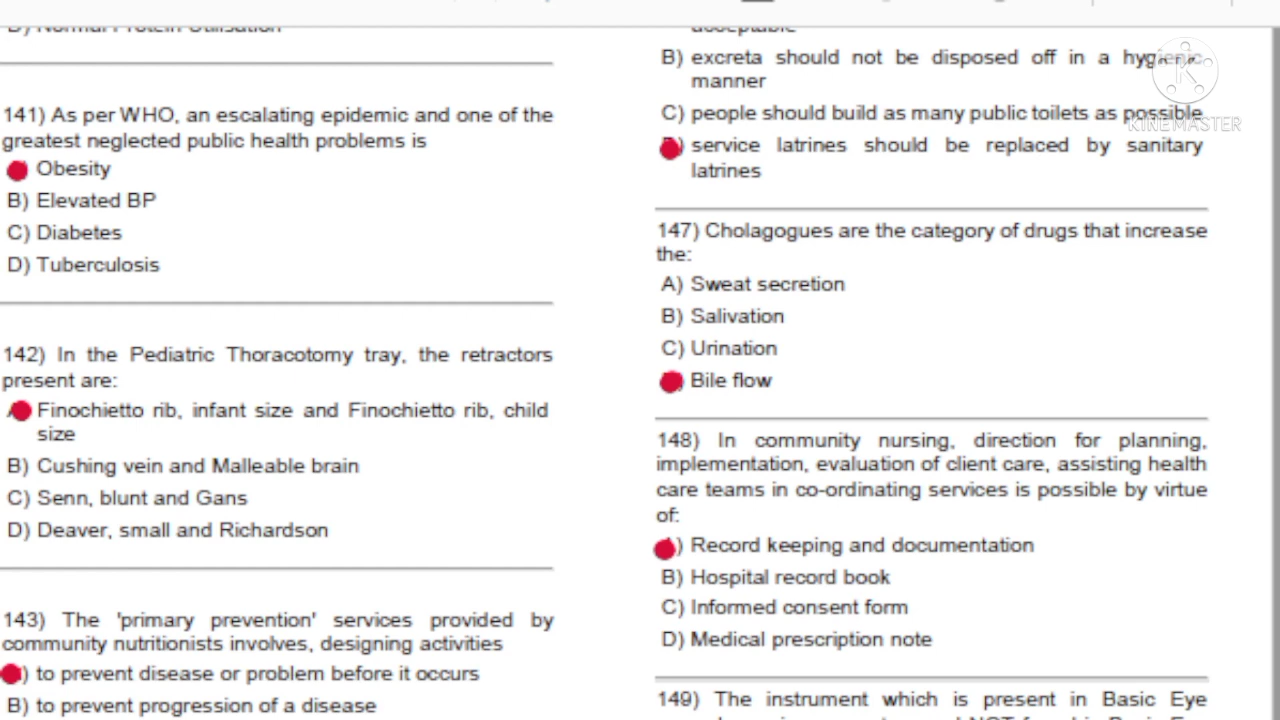 D) Normal Protein Utilisation
141) As per WHO, an escalating epidemic and one of the
greatest neglected public health problems is
Obesity
B) Elevated BP
C) Diabetes
D) Tuberculosis
142) In the Pediatric Thoracotomy tray, the retractors
present are:
Finochietto rib, infant size and Finochietto rib, child
size
B) Cushing vein and Malleable brain
C) Senn, blunt and Gans
D) Deaver, small and Richardson
143) The 'primary prevention' services provided by
community nutritionists involves, designing activities
) to prevent disease or problem before it occurs
B) to prevent progression of a disease
acceptable
B) excreta should not be disposed off in a hygienic
manner
C) people should build as many public toilets as possible
) service latrines should be replaced by sanitary
latrines
147) Cholagogues are the category of drugs that increase
the:
A) Sweat secretion
B) Salivation
C) Urination
Bile flow
148) In community nursing, direction for planning,
implementation, evaluation of client care, assisting health
care teams in co-ordinating services is possible by virtue
of:
) Record keeping and documentation
B) Hospital record book
C) Informed consent form
D) Medical prescription note
149) The instrument which is present in Basic Eye
K
KINEMASTER